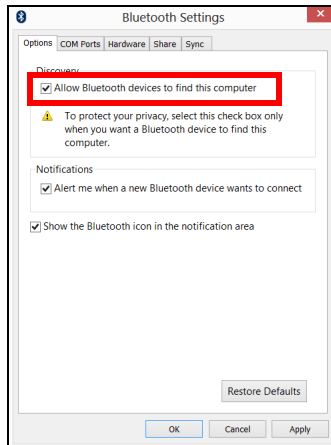 Bluetooth Settings
Options COM Ports Hardware Share Sync
Discovery
Allow Bluetooth devices to find this computer
To protect your privacy, select this check box only
when you want a Bluetooth device to find this
computer.
Notifications
Alert me when a new Bluetooth device wants to connect
Show the Bluetooth icon in the notification area
Restore Defaults
OK Cancel Apply